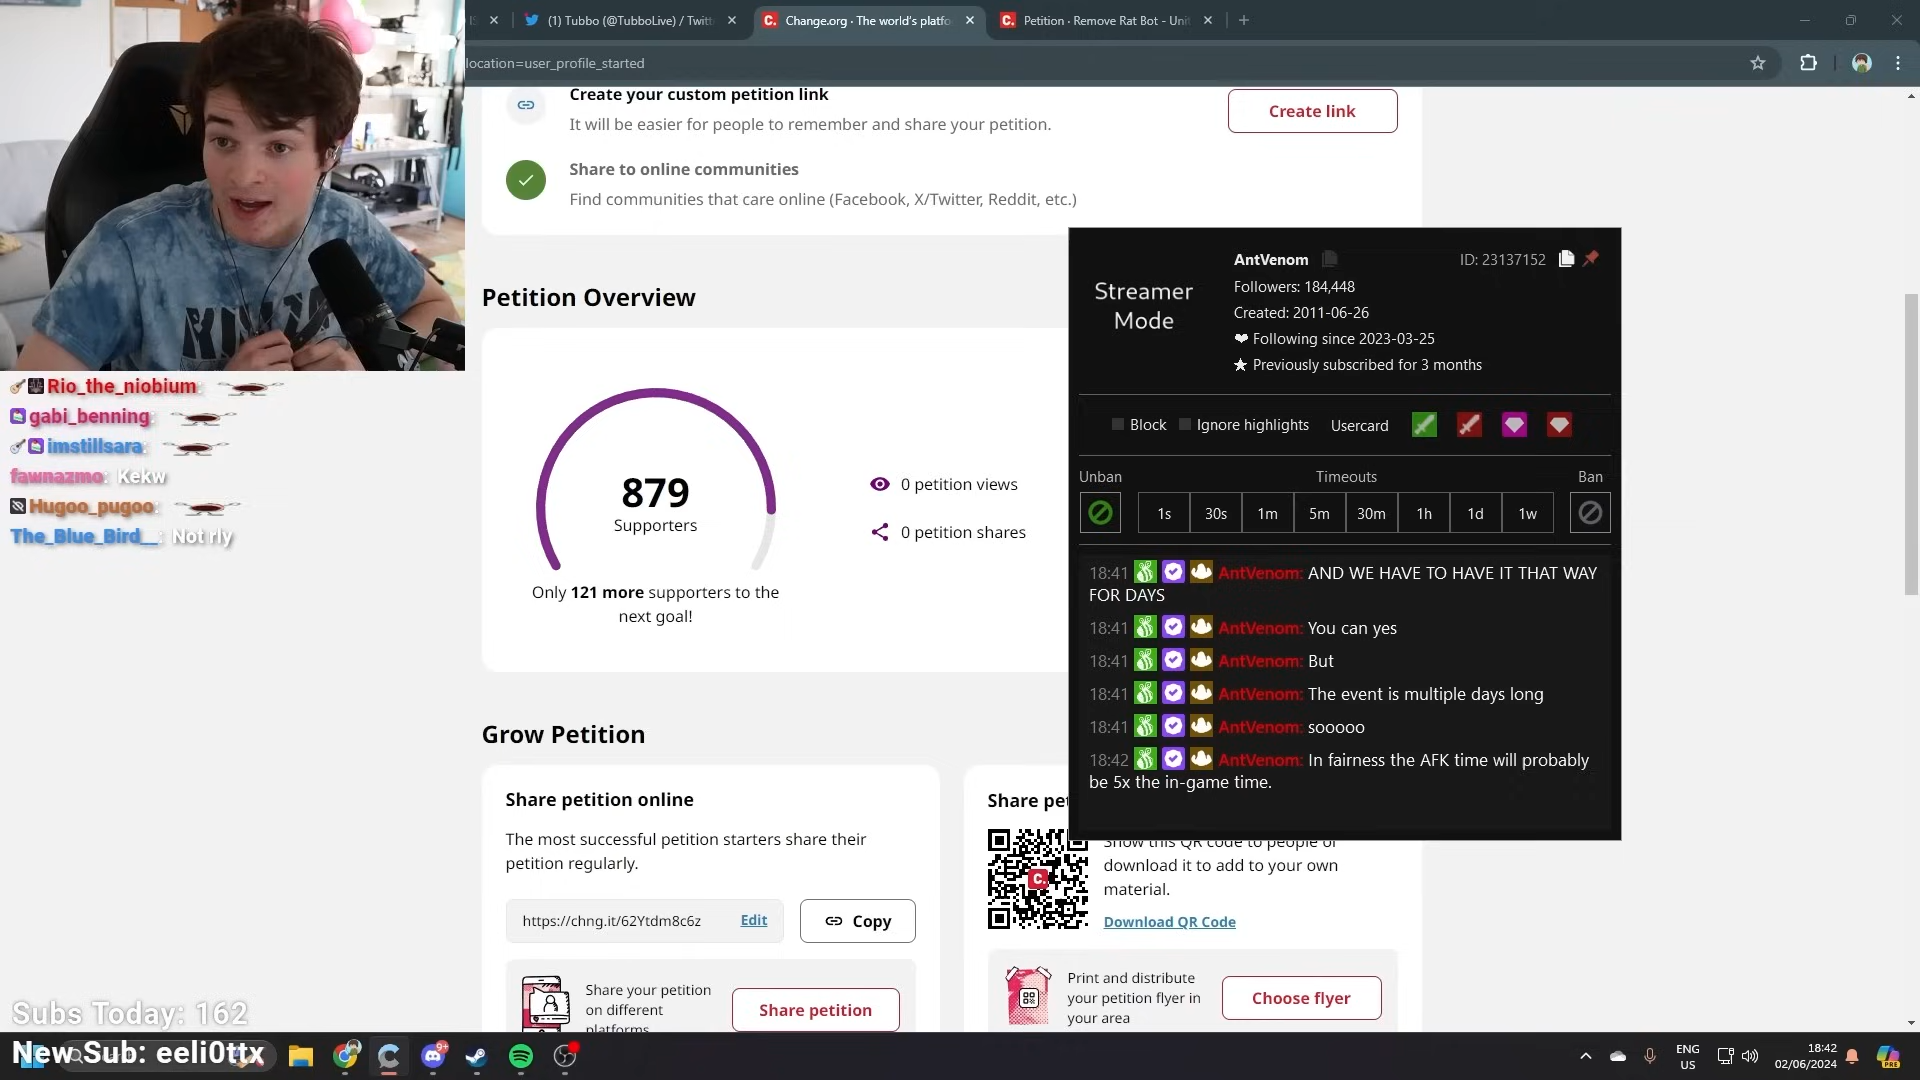 (1) Tubbo (@TubboLive) / Twitt
Change.org · The world's platfo
Petition · Remove Rat Bot - Unit
location=user_profile_started
Create your custom petition link
It will be easier for people to remember and share your petition.
Create link
Share to online communities
Find communities that care online (Facebook, X/Twitter, Reddit, etc.)
Petition Overview
879
Supporters
Only 121 more supporters to the
next goal!
0 petition views
0 petition shares
Streamer
Mode
AntVenom
ID: 23137152
Followers: 184,448
Created: 2011-06-26
Following since 2023-03-25
Previously subscribed for 3 months
Block
Ignore highlights
Usercard
Unban
Timeouts
Ban
1s 30s 1m 5m 30m 1h 1d 1w
18:41 AntVenom: AND WE HAVE TO HAVE IT THAT WAY
FOR DAYS
18:41 AntVenom: You can yes
18:41 AntVenom: But
18:41 AntVenom: The event is multiple days long
18:41 AntVenom: sooooo
18:42 AntVenom: In fairness the AFK time will probably
be 5x the in-game time.
Rio_the_niobium:
gabi_benning:
imstillsara:
fawnazmo: Kekw
Hugoo_pugoo:
The_Blue_Bird__: Not rly
Grow Petition
Share petition online
The most successful petition starters share their
petition regularly.
https://chng.it/62Ytdm8c6z
Edit
Copy
Share your petition
on different
platforms
Share petition
Share pe
Show this QR code to people or
download it to add to your own
material.
Download QR Code
Print and distribute
your petition flyer in
your area
Choose flyer
Subs Today: 162
New Sub: eeli0ttx
ENG
US
18:42
02/06/2024